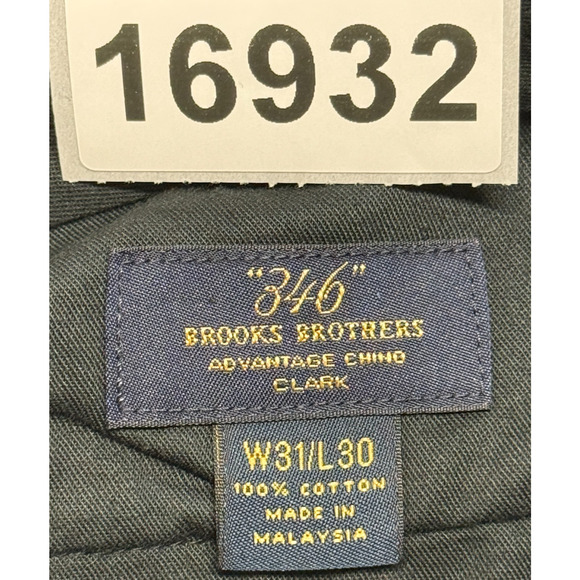 16932
"346"
BROOKS BROTHERS
ADVANTAGE CHINO
CLARK
W31/L30
100% COTTON
MADE IN
MALAYSIA